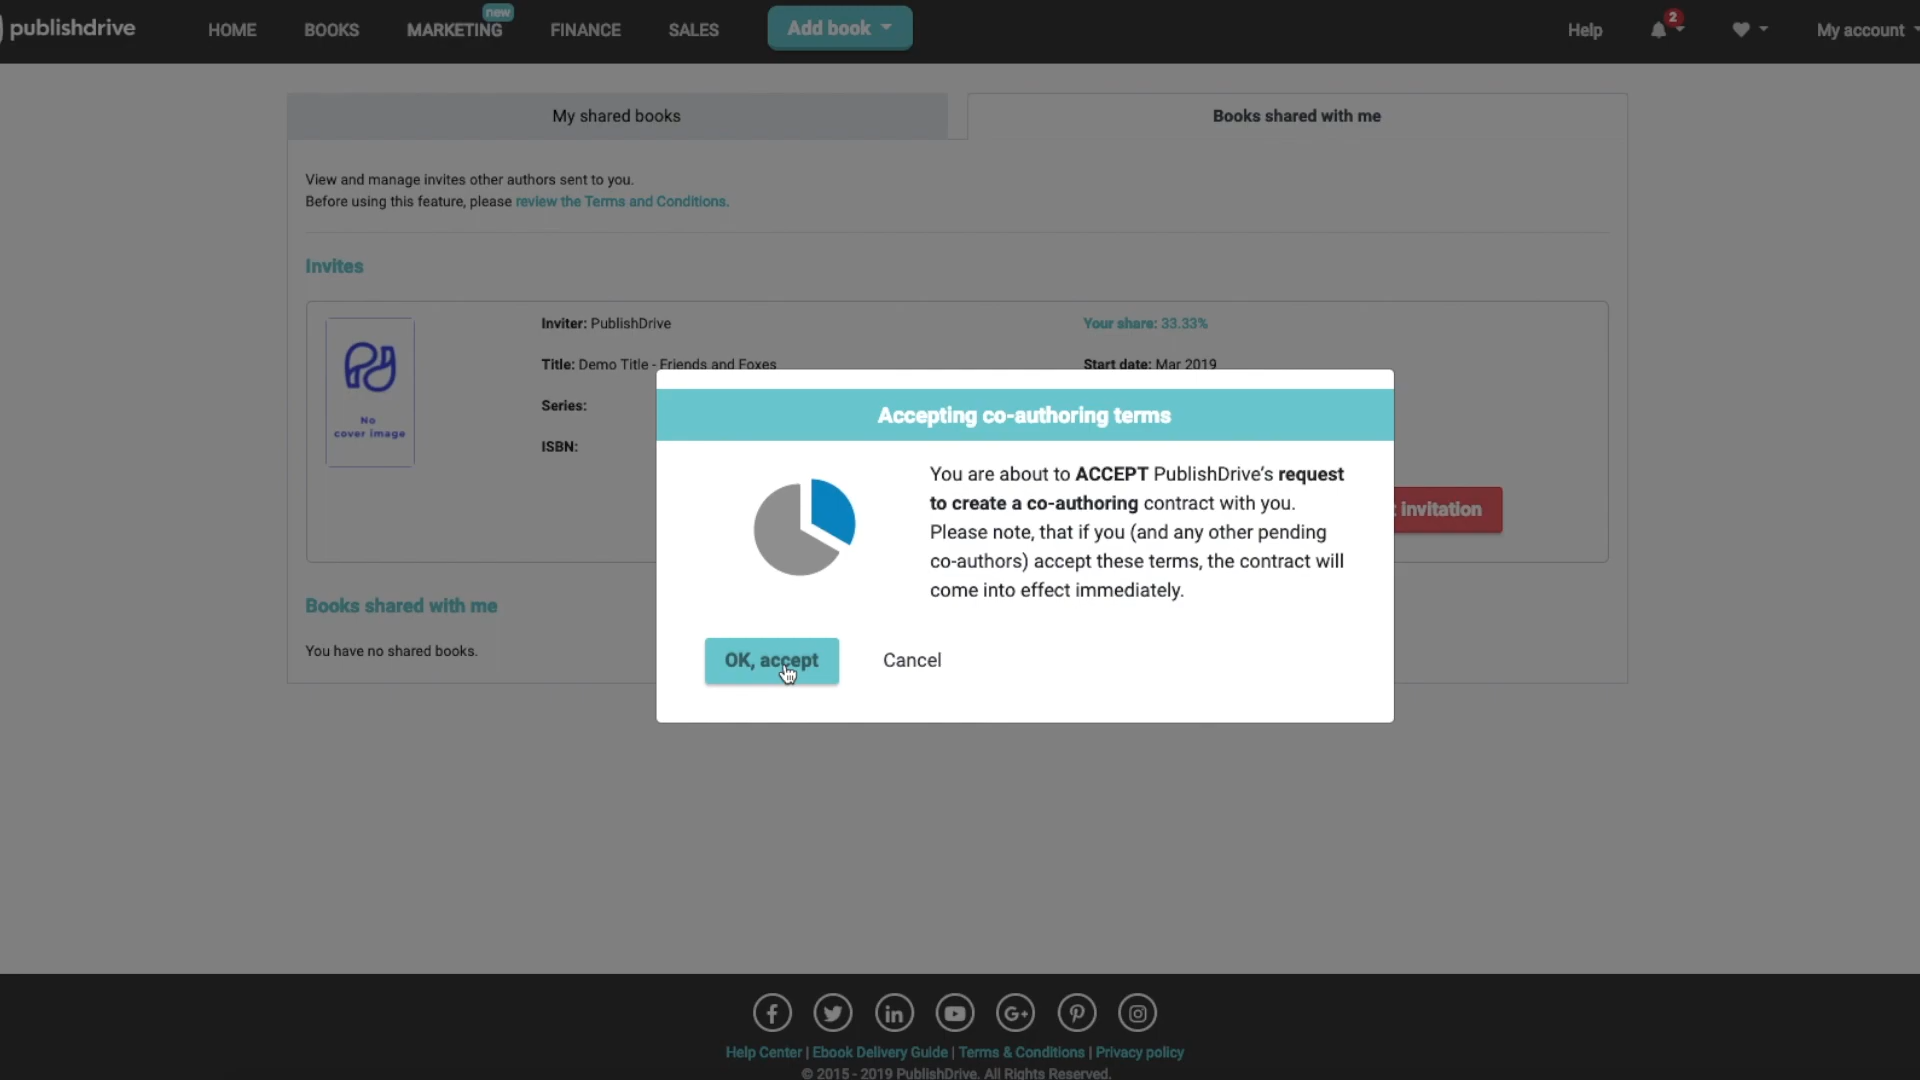 publishdrive
HOME
BOOKS
MARKETING
new
FINANCE
SALES
Add book
Help
2
My account
My shared books
Books shared with me
View and manage invites other authors sent to you.
Before using this feature, please review the Terms and Conditions.
Invites
No
cover image
Inviter: PublishDrive
Your share: 33.33%
Title: Demo Title - Friends and Foxes
Start date: Mar 2019
Series:
ISBN:
invitation
Accepting co-authoring terms
You are about to ACCEPT PublishDrive's request
to create a co-authoring contract with you.
Please note, that if you (and any other pending
co-authors) accept these terms, the contract will
come into effect immediately.
OK, accept
Cancel
Books shared with me
You have no shared books.
Help Center | Ebook Delivery Guide | Terms & Conditions | Privacy policy
© 2015 - 2019 PublishDrive. All Rights Reserved.